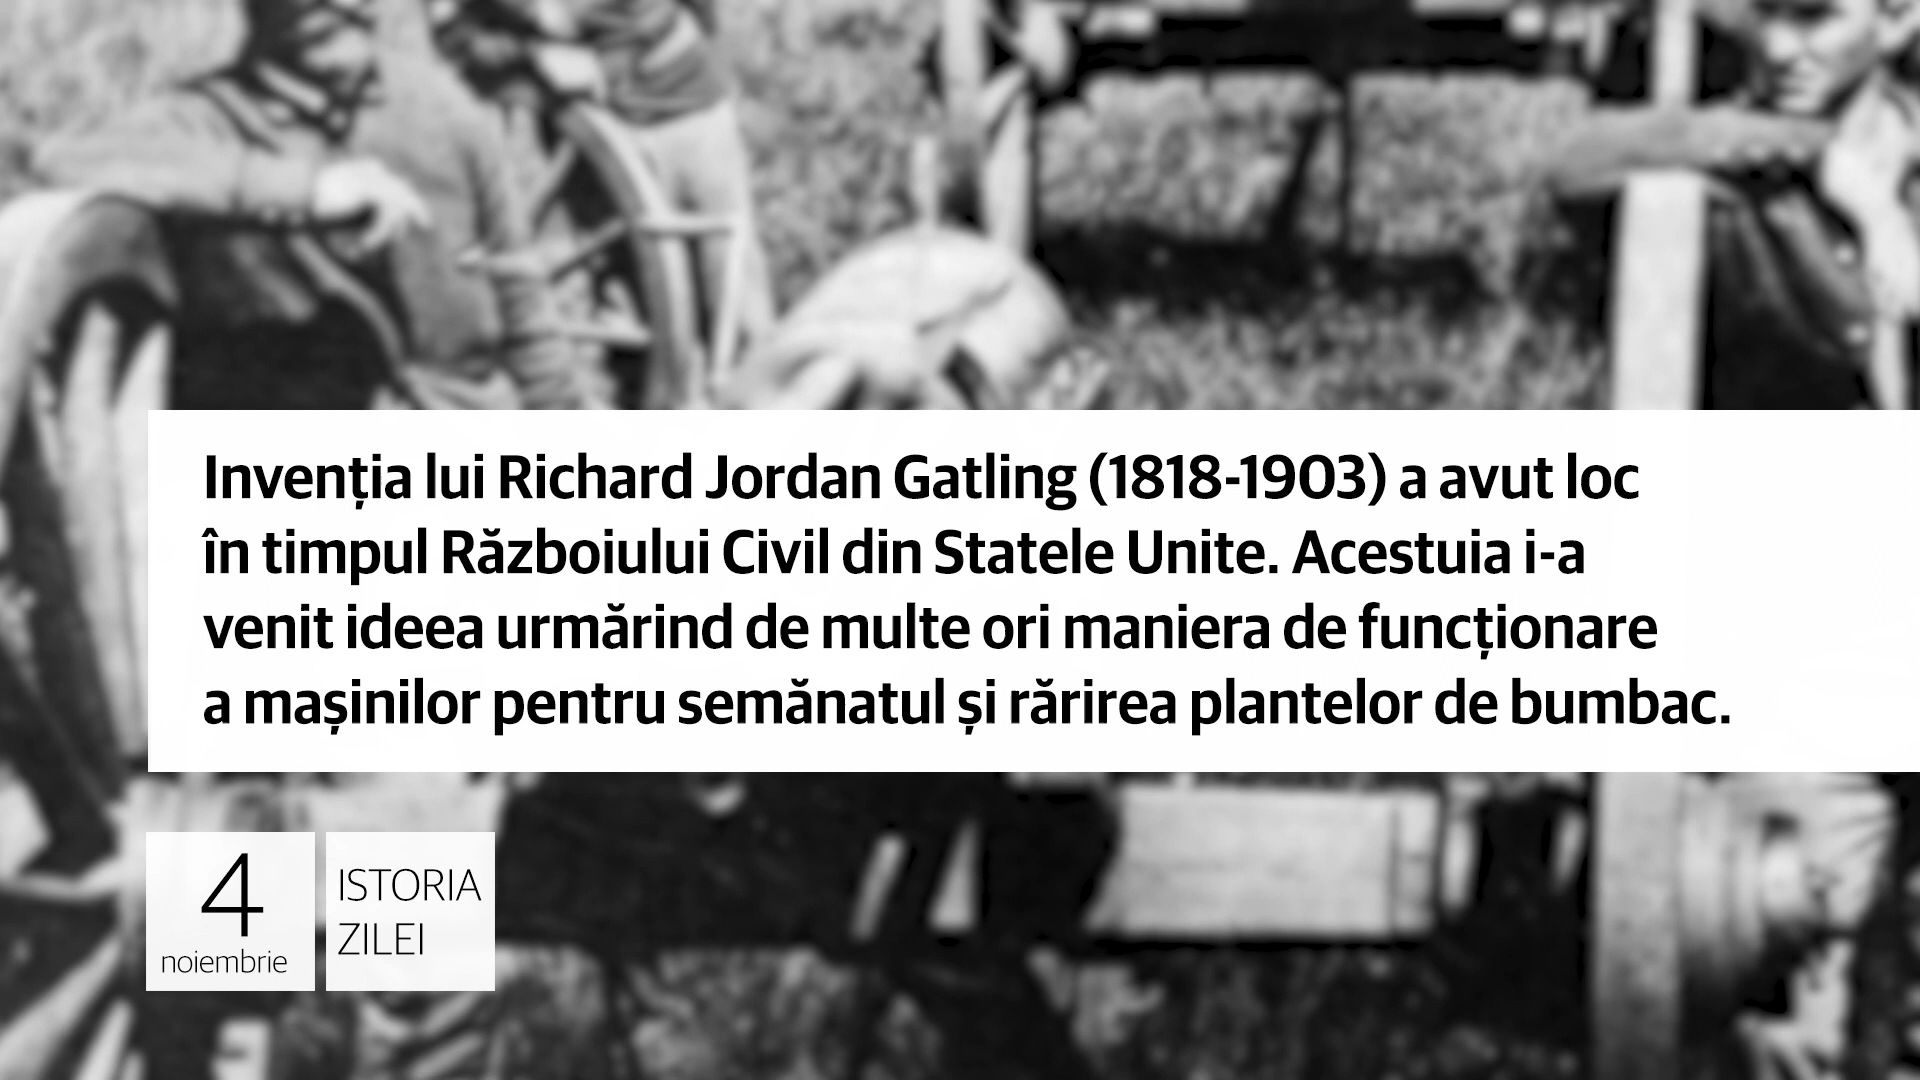 Invenția lui Richard Jordan Gatling (1818-1903) a avut loc
în timpul Războiului Civil din Statele Unite. Acestuia i-a
venit ideea urmărind de multe ori maniera de funcționare
a mașinilor pentru semănatul și rărirea plantelor de bumbac.
4
noiembrie
ISTORIA
ZILEI